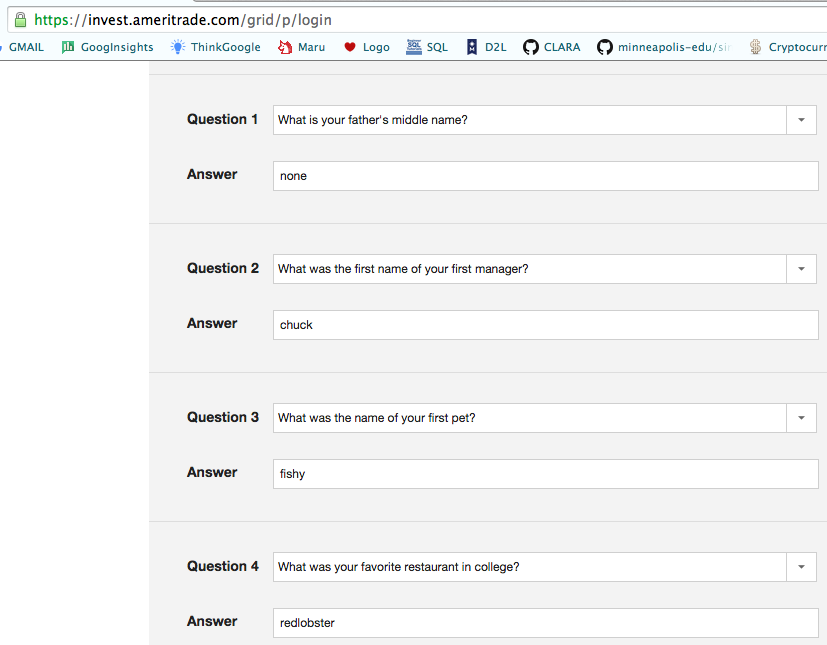 https://invest.ameritrade.com/grid/p/login
GMAIL GoogInsights ThinkGoogle Maru Logo SQL D2L CLARA minneapolis-edu/sin Cryptocurr
Question 1 What is your father's middle name?
Answer none
Question 2 What was the first name of your first manager?
Answer chuck
Question 3 What was the name of your first pet?
Answer fishy
Question 4 What was your favorite restaurant in college?
Answer redlobster